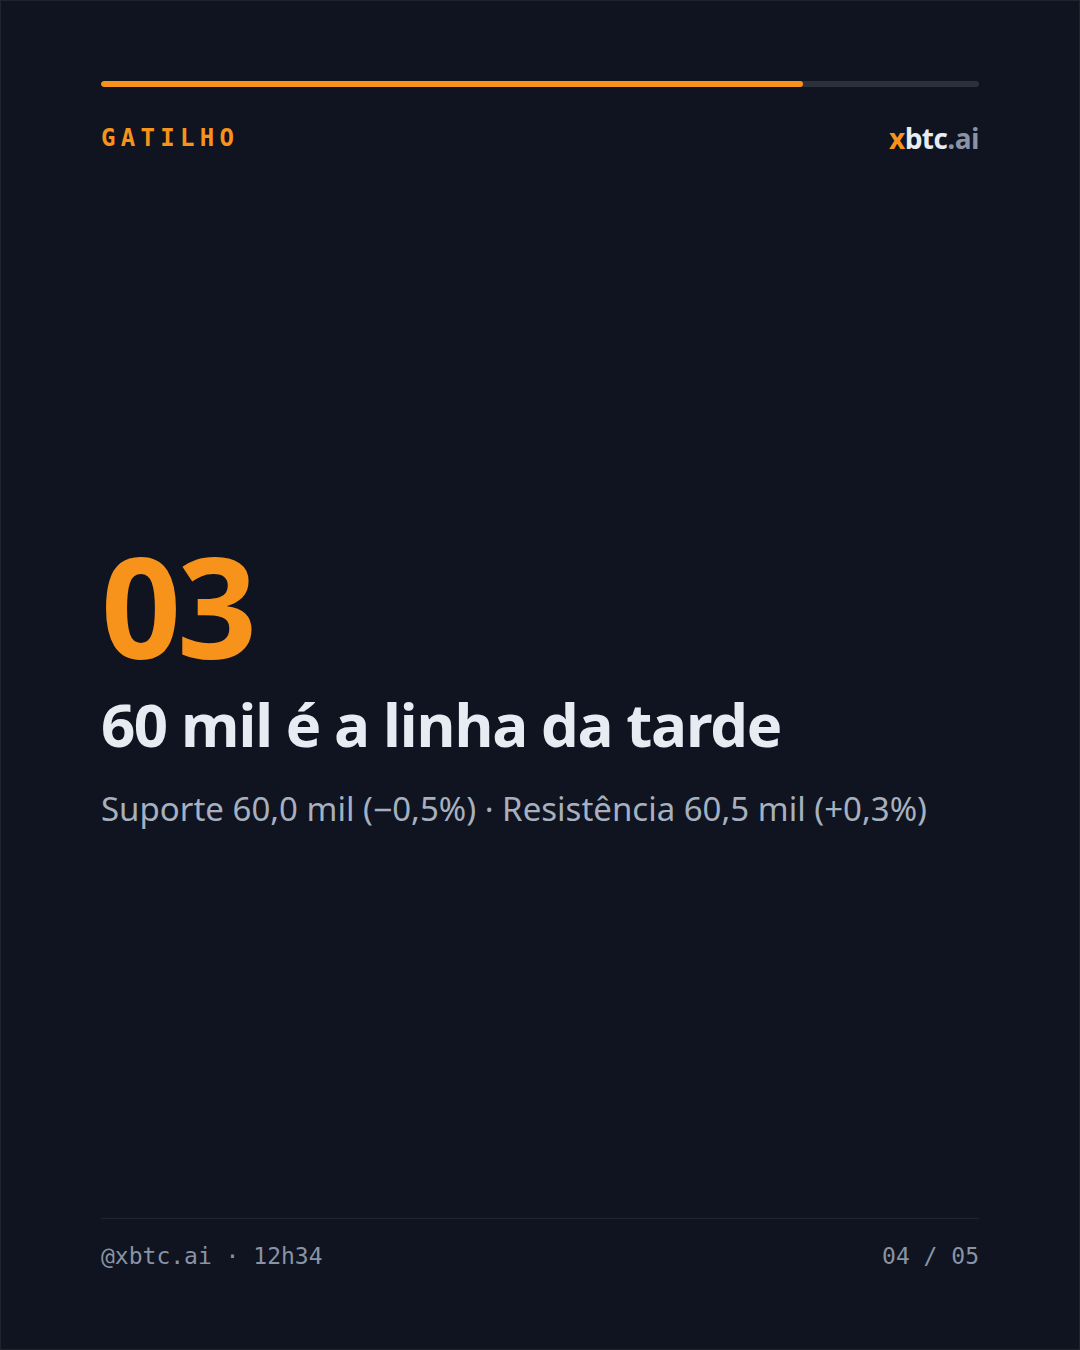 GATILHO
xbtc.ai
03
60 mil é a linha da tarde
Suporte 60,0 mil (−0,5%) · Resistência 60,5 mil (+0,3%)
@xbtc.ai · 12h34
04 / 05